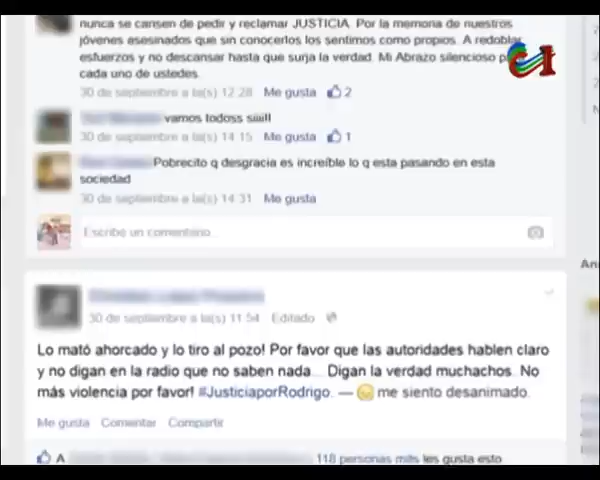 nunca se cansen de pedir y reclamar JUSTICIA. Por la memoria de nuestros
jóvenes asesinados que sin conocerlos los sentimos como propios. A redoblar
esfuerzos y no descansar hasta que surja la verdad. Mi Abrazo silencioso
cada uno de ustedes.
30 de septiembre a la(s) 12:28 Me gusta 2
vamos todoss siiiill
30 de septiembre a la(s) 14:15 Me gusta 1
Pobrecito q desgracia es increíble lo q esta pasando en esta
sociedad
30 de septiembre a la(s) 14:31 Me gusta
Escribe un comentario...
30 de septiembre a la(s) 11:54 Editado
Lo mató ahorcado y lo tiro al pozo! Por favor que las autoridades hablen claro
y no digan en la radio que no saben nada... Digan la verdad muchachos. No
más violencia por favor! #JusticiaporRodrigo. — me siento desanimado.
Me gusta Comentar Compartir
A 118 personas más les gusta esto